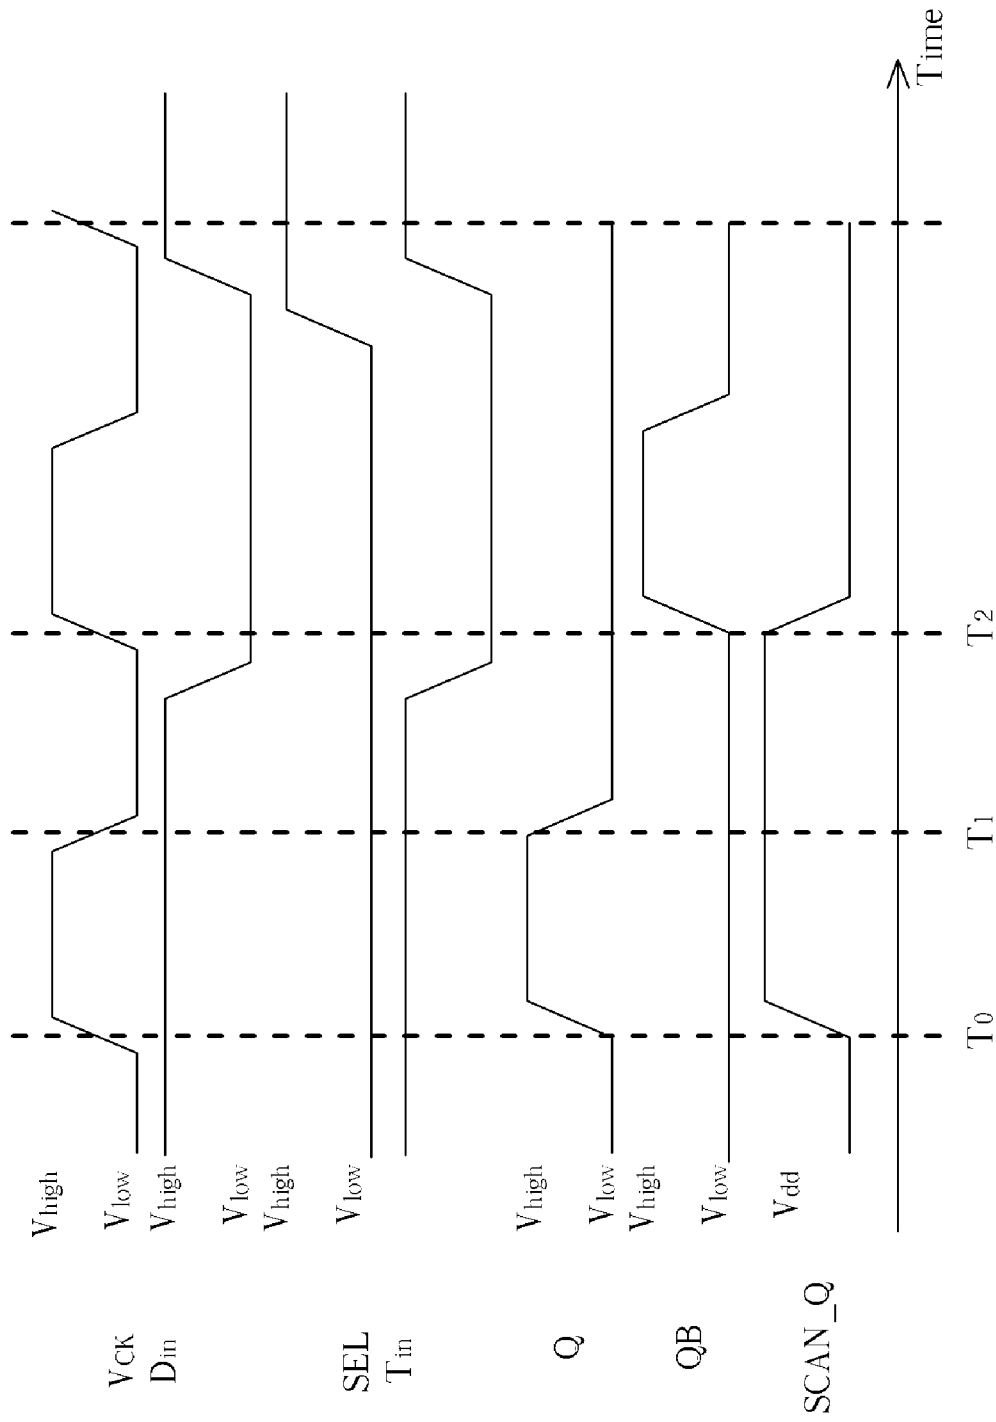 VCK
Vhigh
Vlow
Din
Vhigh
Vlow
SEL
Vhigh
Vlow
Tin
Q
Vhigh
Vlow
QB
Vhigh
Vlow
SCAN_Q
Vdd
T0
T1
T2
Time